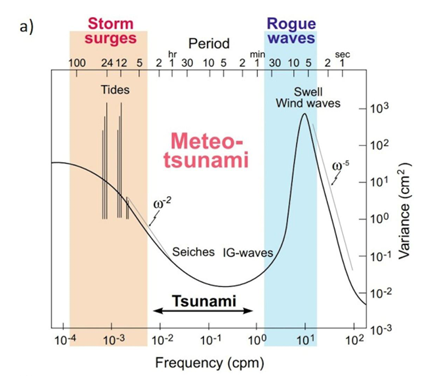 a)
Storm
surges
Period
Rogue
waves
100 24 12 5 2 hr 1 30 10 5 2 min 1 30 10 5 2 sec 1
Tides
Swell
Wind waves
Meteo-
tsunami
ω-2
ω-5
Seiches IG-waves
Tsunami
10³
10²
10¹
10⁰
10⁻¹
10⁻²
10⁻³
Variance (cm²)
10⁻⁴ 10⁻³ 10⁻² 10⁻¹ 10⁰ 10¹ 10²
Frequency (cpm)